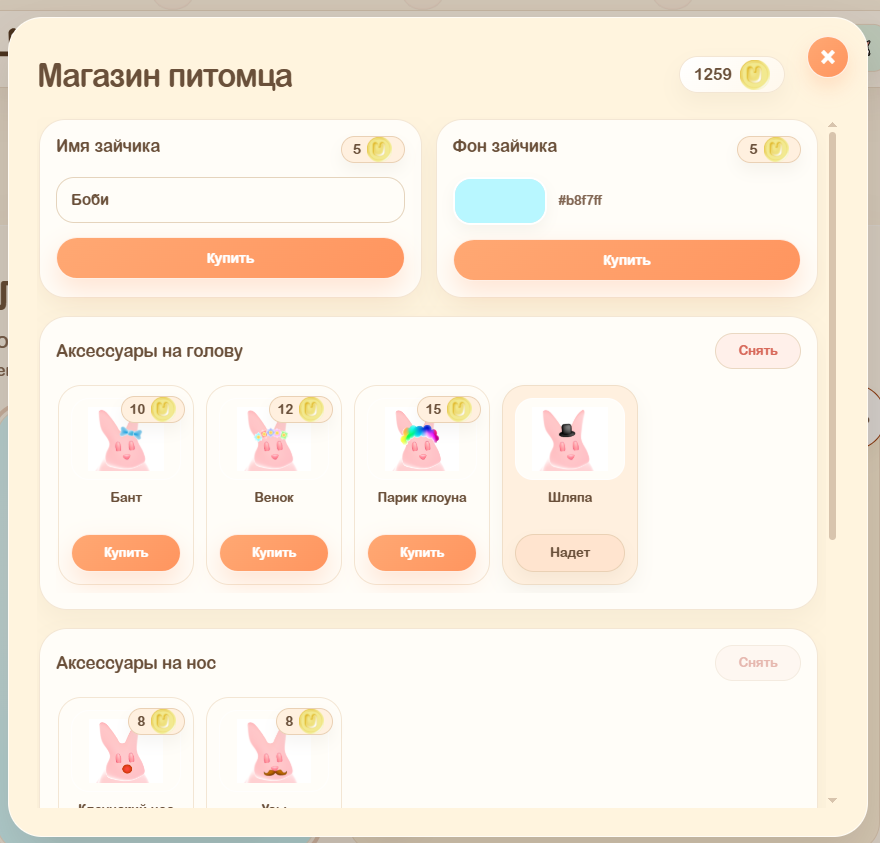 Магазин питомца
1259
Имя зайчика
5
Боби
Купить
Фон зайчика
5
#b8f7ff
Купить
Аксессуары на голову
Снять
10
Бант
Купить
12
Венок
Купить
15
Парик клоуна
Купить
Шляпа
Надет
Аксессуары на нос
Снять
8
8